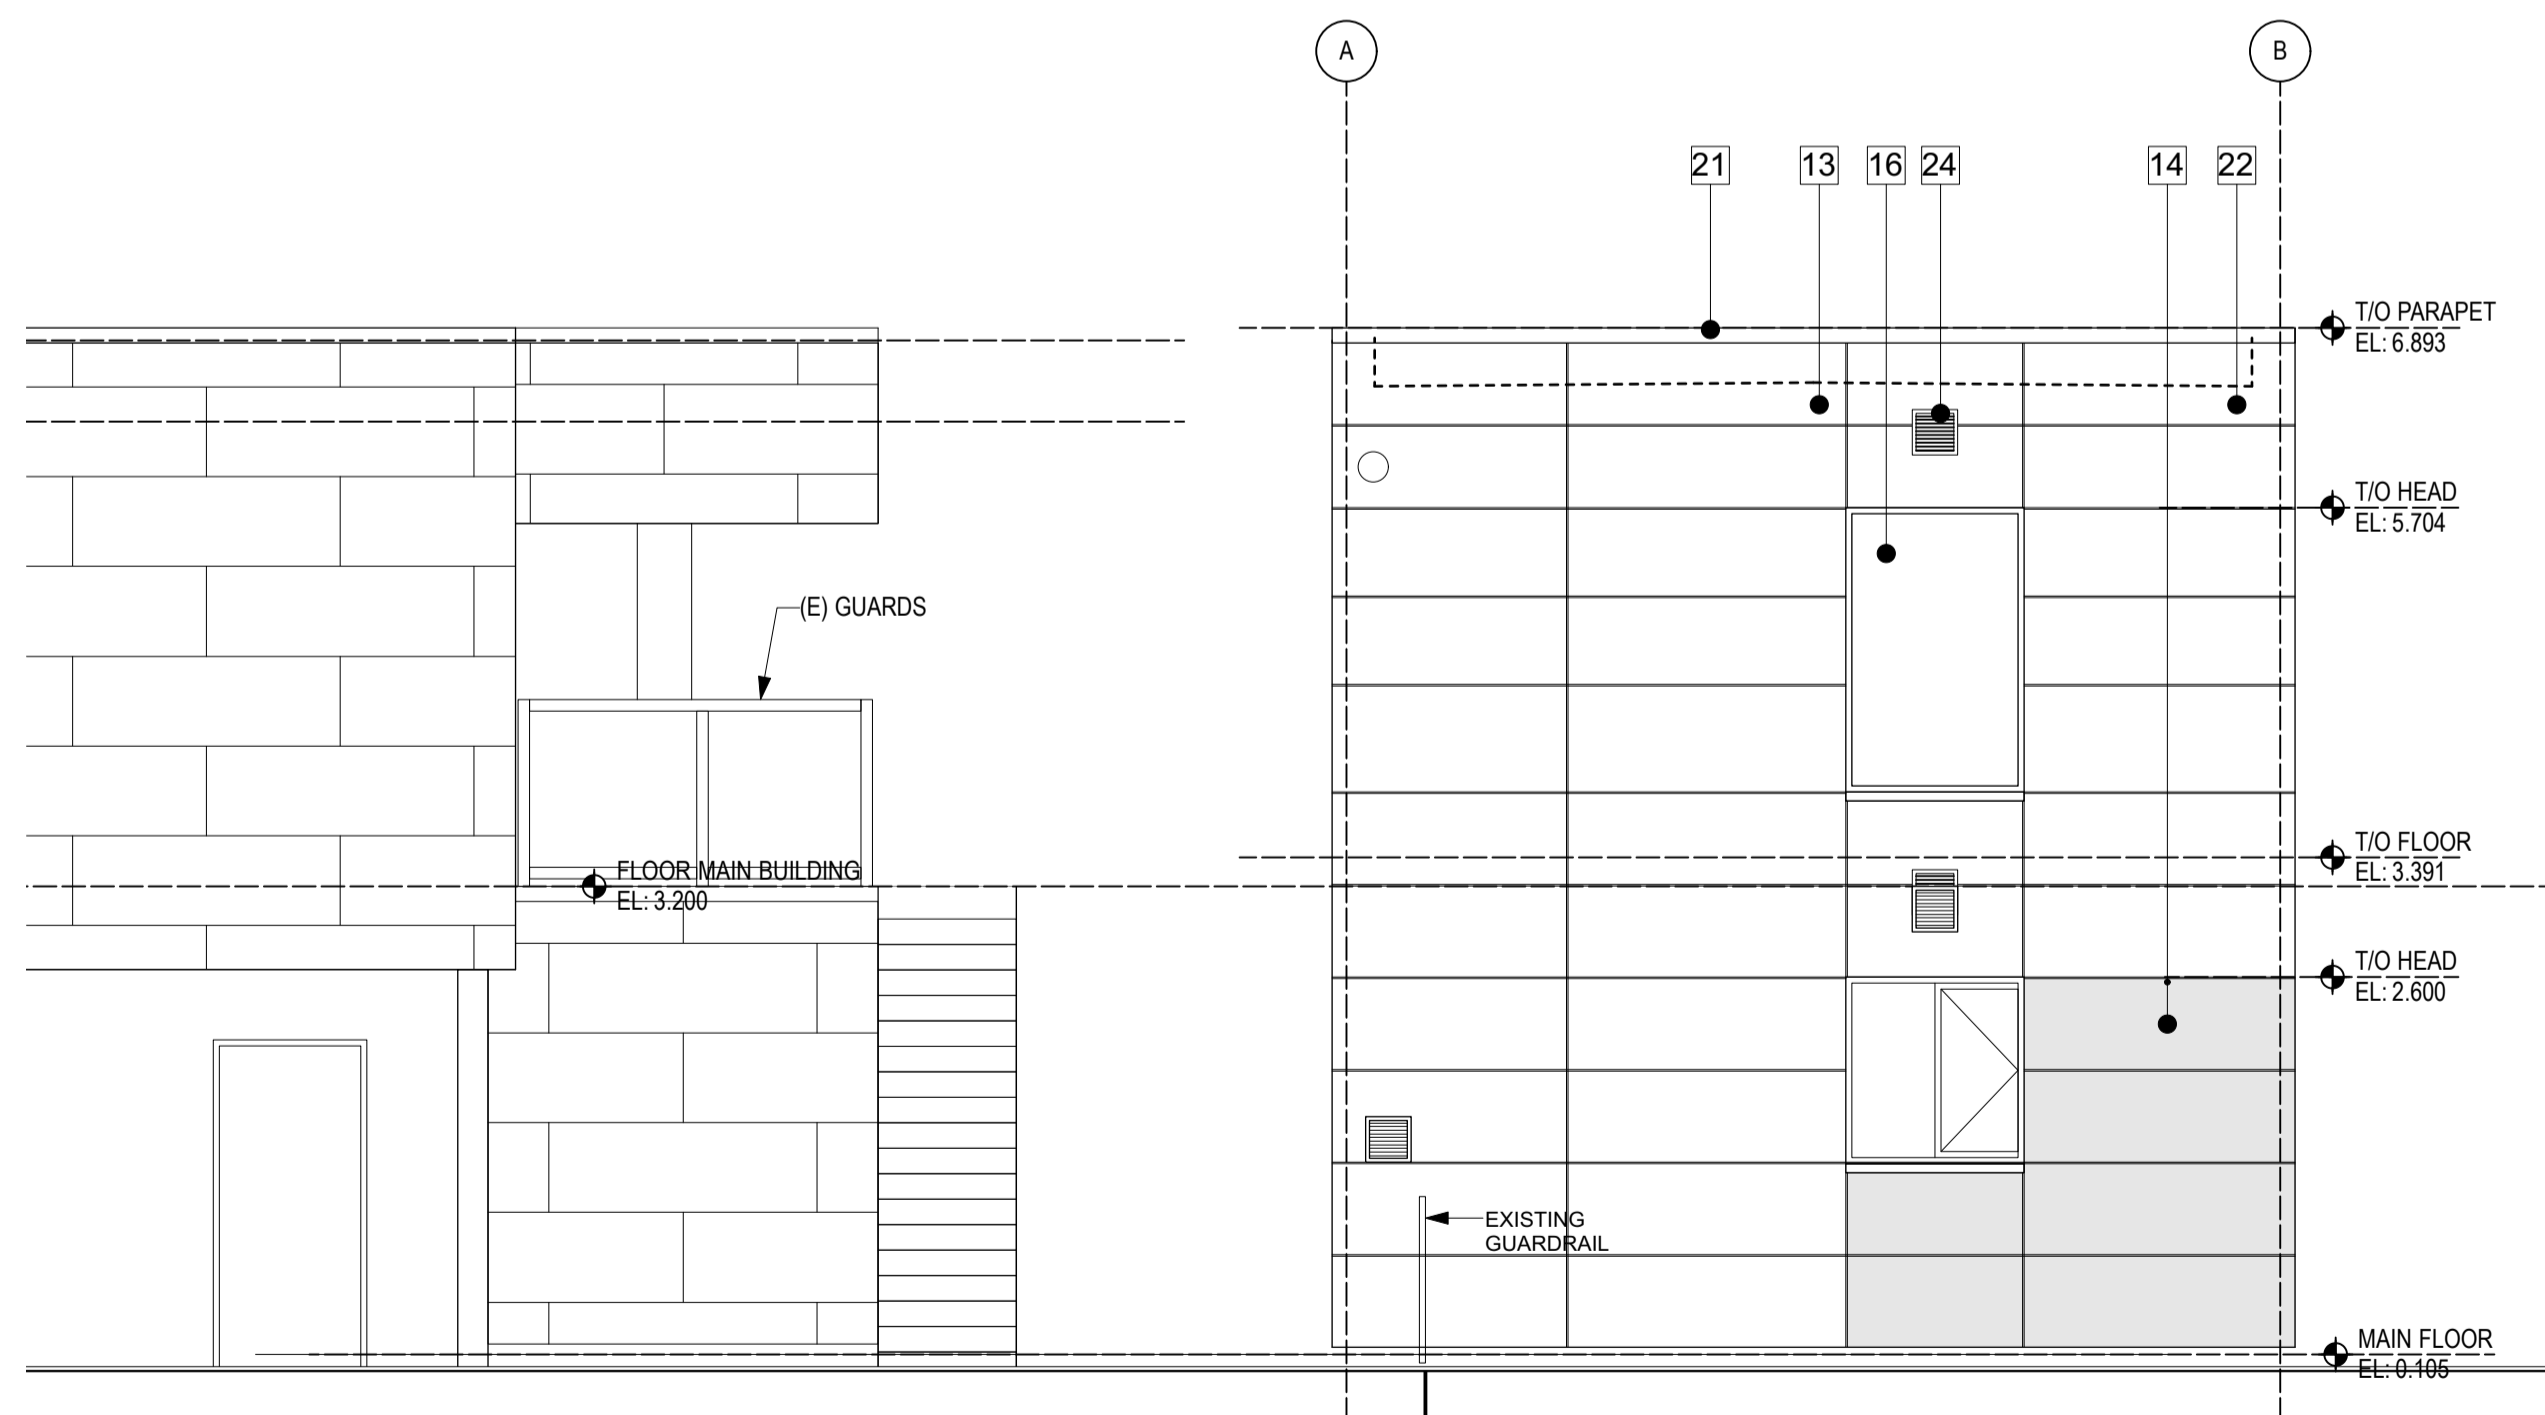 A
B
21
13
16
24
14
22
T/O PARAPET
EL: 6.893
T/O HEAD
EL: 5.704
(E) GUARDS
T/O FLOOR
EL: 3.391
FLOOR MAIN BUILDING
EL: 3.200
T/O HEAD
EL: 2.600
EXISTING
GUARDRAIL
MAIN FLOOR
EL: 0.105